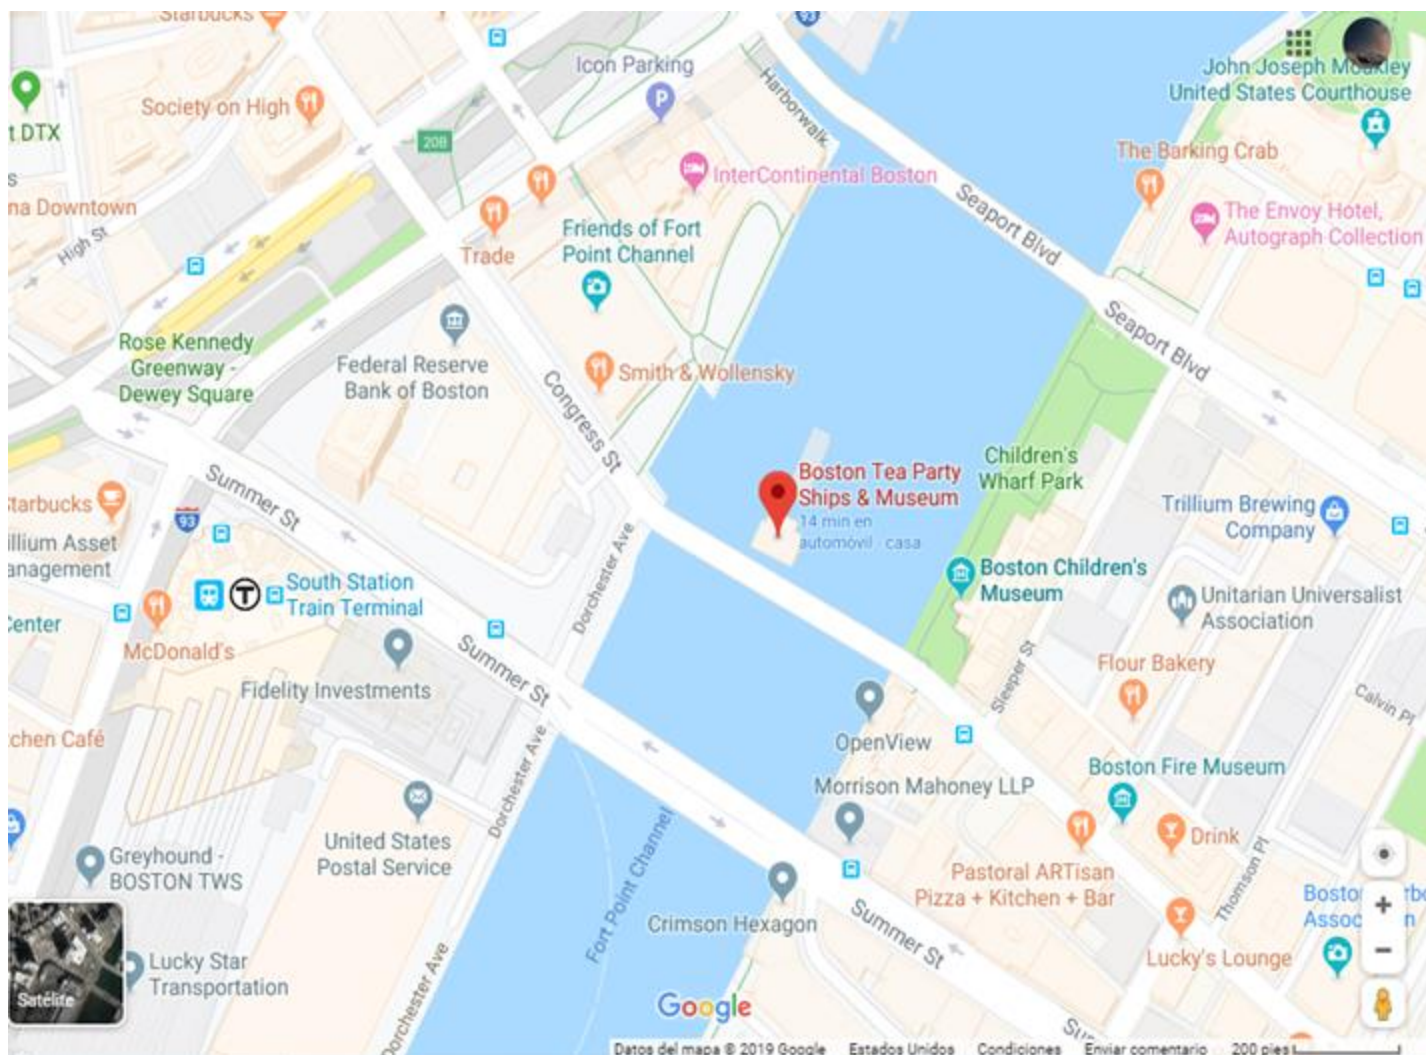 Starbucks
Icon Parking
93
John Joseph Moakley
United States Courthouse
Society on High
t DTX
208
Harborwalk
The Barking Crab
InterContinental Boston
s
na Downtown
High St
Trade
Friends of Fort
Point Channel
Seaport Blvd
The Envoy Hotel,
Autograph Collection
Rose Kennedy
Greenway -
Dewey Square
Federal Reserve
Bank of Boston
Smith & Wollensky
Congress St
Seaport Blvd
Children's
Wharf Park
Boston Tea Party
Ships & Museum
14 min en
automóvil casa
Summer St
Starbucks
93
Trillium Brewing
Company
illium Asset
anagement
Dorchester Ave
Boston Children's
Museum
Unitarian Universalist
Association
T
South Station
Train Terminal
Center
McDonald's
Summer St
Fidelity Investments
Sleeper St
Flour Bakery
Calvin Pl
chen Café
OpenView
Dorchester Ave
Morrison Mahoney LLP
Boston Fire Museum
United States
Postal Service
Drink
Greyhound -
BOSTON TWS
Fort Point Channel
Pastoral ARTisan
Pizza + Kitchen + Bar
Thomson Pl
Crimson Hexagon
Summer St
Lucky's Lounge
Lucky Star
Transportation
Dorchester Ave
Satélite
Google
Datos del mapa © 2019 Google Estados Unidos Condiciones Enviar comentario 200 pies